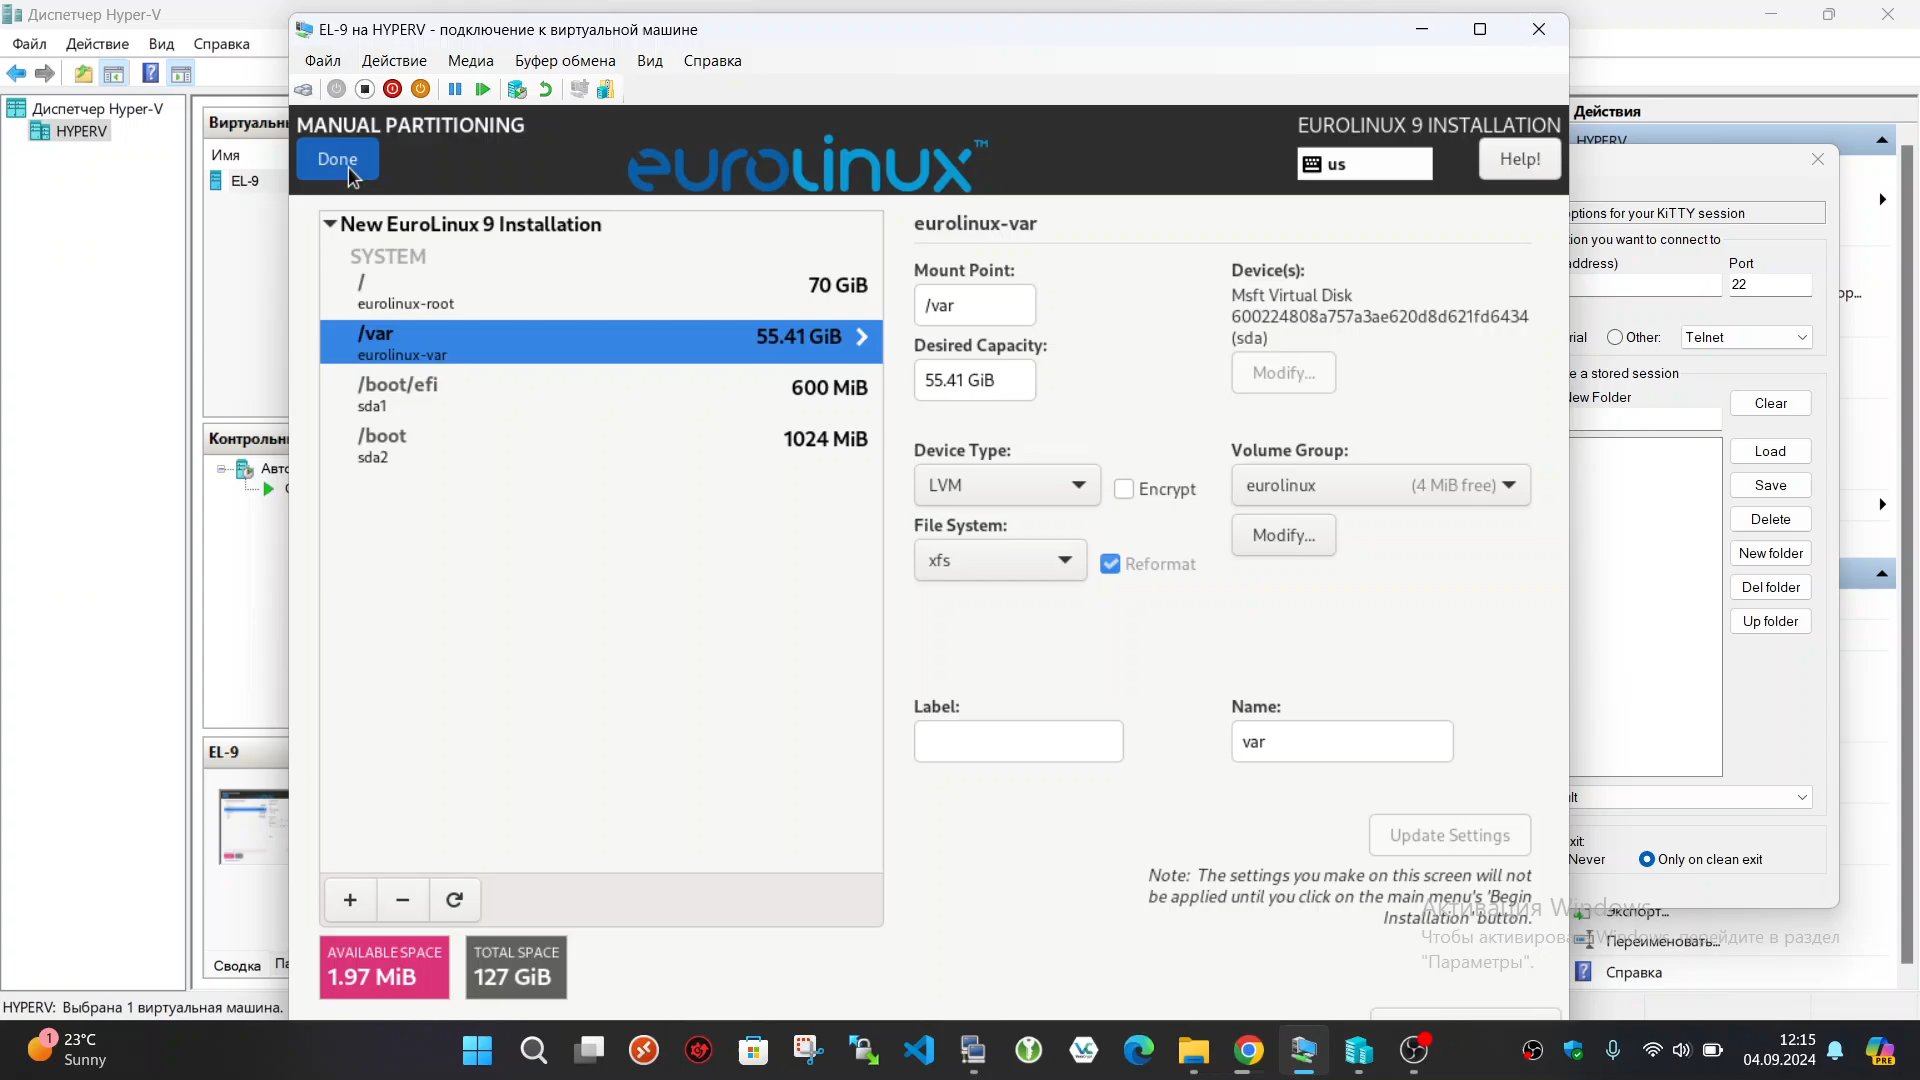 Диспетчер Hyper-V
Файл Действие Вид Справка
Диспетчер Hyper-V
HYPERV
Имя
EL-9
EL-9
Сводка
HYPERV: Выбрана 1 виртуальная машина.
EL-9 на HYPERV - подключение к виртуальной машине
Файл Действие Медиа Буфер обмена Вид Справка
MANUAL PARTITIONING
Done
eurolinux™
EUROLINUX 9 INSTALLATION
us
Help!
New EuroLinux 9 Installation
SYSTEM
/
70 GiB
eurolinux-root
/var
55.41 GiB
eurolinux-var
/boot/efi
600 MiB
sda1
/boot
1024 MiB
sda2
+ −
AVAILABLE SPACE
1.97 MiB
TOTAL SPACE
127 GiB
eurolinux-var
Mount Point:
/var
Desired Capacity:
55.41 GiB
Device(s):
Msft Virtual Disk
600224808a757a3ae620d8d621fd6434
(sda)
Modify...
Device Type:
LVM
Encrypt
Volume Group:
eurolinux (4 MiB free)
Modify...
File System:
xfs
Reformat
Label:
Name:
var
Update Settings
Note: The settings you make on this screen will not
be applied until you click on the main menu's 'Begin
Installation' button.
Действия
HYPERV
ptions for your KiTTY session
ion you want to connect to
address)
Port
22
rial
Other:
Telnet
e a stored session
New Folder
Clear
Load
Save
Delete
New folder
Del folder
Up folder
Never
Only on clean exit
Экспорт...
Переименовать...
Справка
Активация Windows
Чтобы активировать Windows, перейдите в раздел
"Параметры".
1
23°C
Sunny
12:15
04.09.2024
PRE